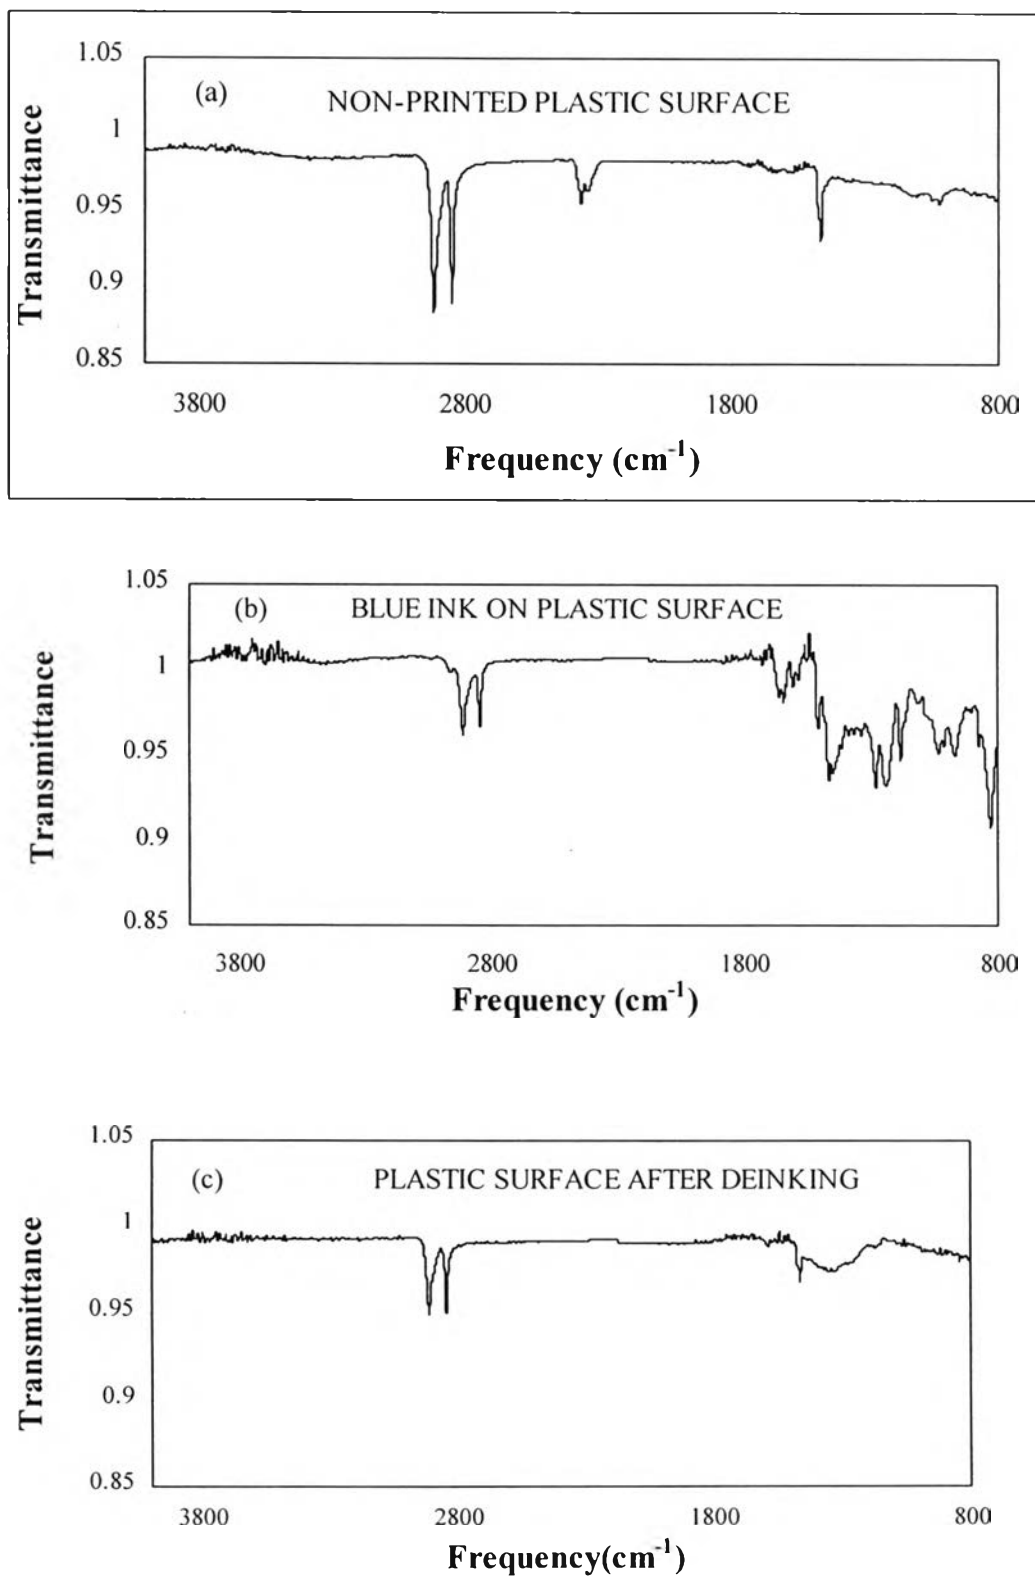 1.05
(a)
NON-PRINTED PLASTIC SURFACE
1
0.95
0.9
0.85
Transmittance
3800 2800 1800 800
Frequency (cm⁻¹)
1.05
(b)
BLUE INK ON PLASTIC SURFACE
1
0.95
0.9
0.85
Transmittance
3800 2800 1800 800
Frequency (cm⁻¹)
1.05
(c)
PLASTIC SURFACE AFTER DEINKING
1
0.95
0.9
0.85
Transmittance
3800 2800 1800 800
Frequency(cm⁻¹)